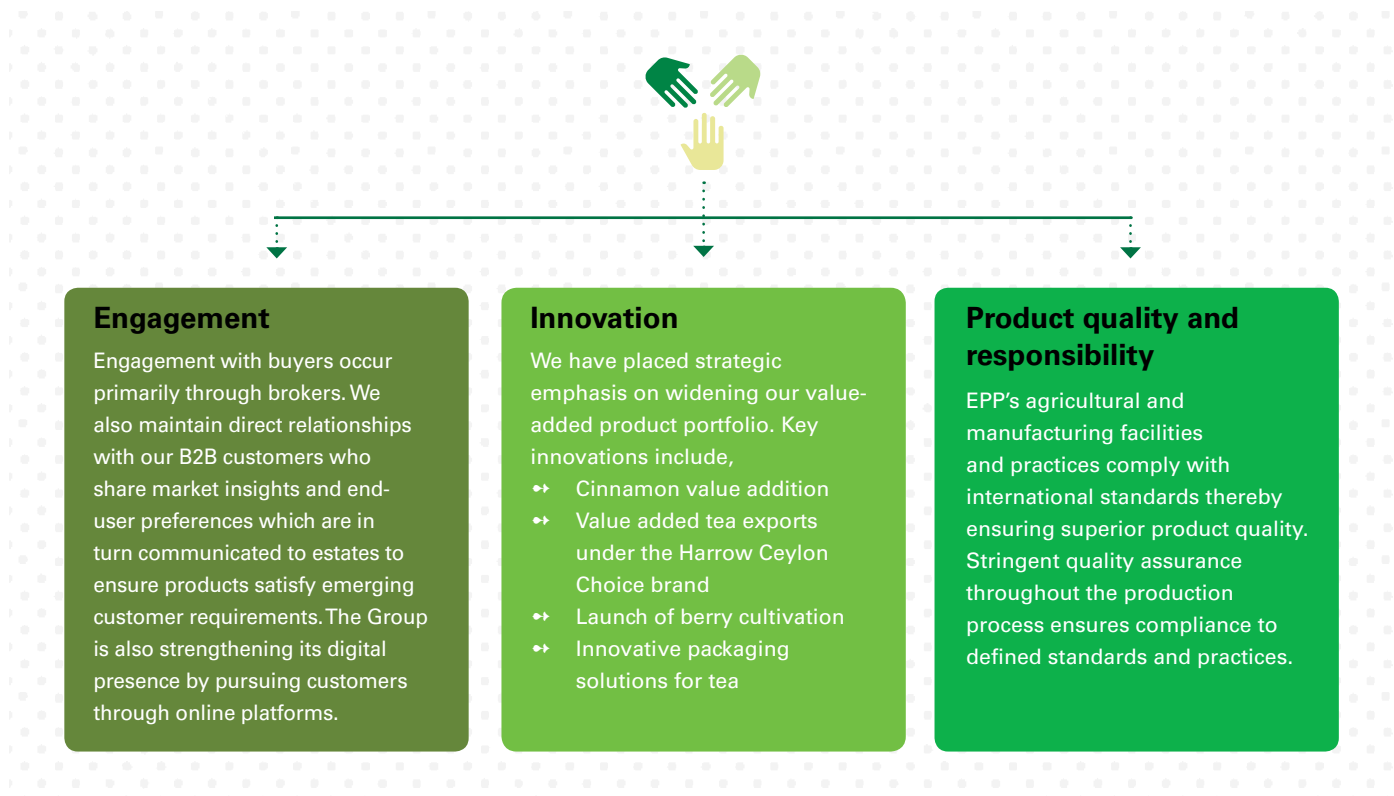 Engagement
Engagement with buyers occur
primarily through brokers. We
also maintain direct relationships
with our B2B customers who
share market insights and end-
user preferences which are in
turn communicated to estates to
ensure products satisfy emerging
customer requirements. The Group
is also strengthening its digital
presence by pursuing customers
through online platforms.
Innovation
We have placed strategic
emphasis on widening our value-
added product portfolio. Key
innovations include,
➻ Cinnamon value addition
➻ Value added tea exports
under the Harrow Ceylon
Choice brand
➻ Launch of berry cultivation
➻ Innovative packaging
solutions for tea
Product quality and
responsibility
EPP’s agricultural and
manufacturing facilities
and practices comply with
international standards thereby
ensuring superior product quality.
Stringent quality assurance
throughout the production
process ensures compliance to
defined standards and practices.